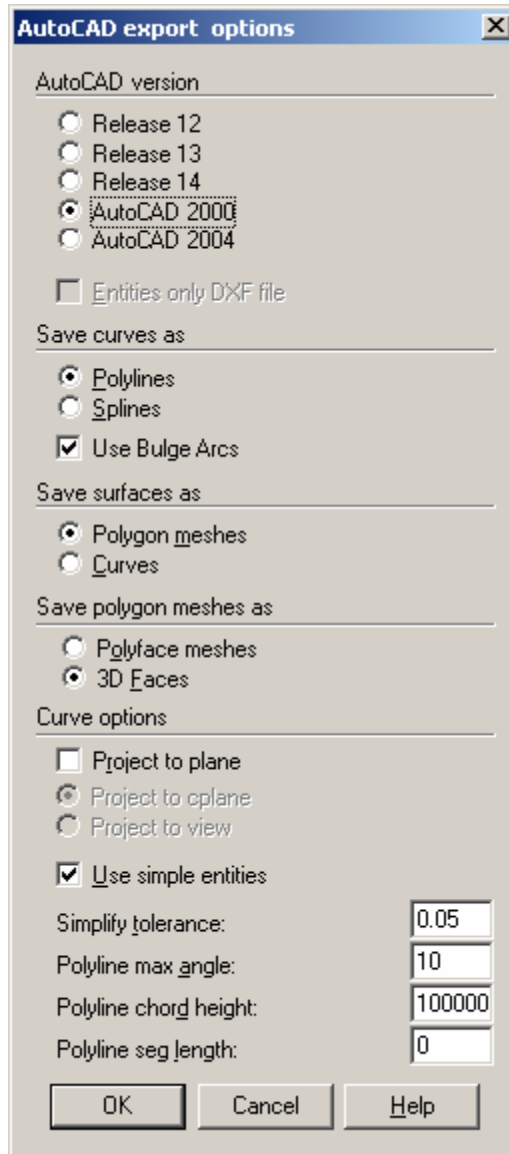 AutoCAD export options
AutoCAD version
Release 12
Release 13
Release 14
AutoCAD 2000
AutoCAD 2004
Entities only DXF file
Save curves as
Polylines
Splines
Use Bulge Arcs
Save surfaces as
Polygon meshes
Curves
Save polygon meshes as
Polyface meshes
3D Faces
Curve options
Project to plane
Project to cplane
Project to view
Use simple entities
Simplify tolerance: 0.05
Polyline max angle: 10
Polyline chord height: 100000
Polyline seg length: 0
OK Cancel Help